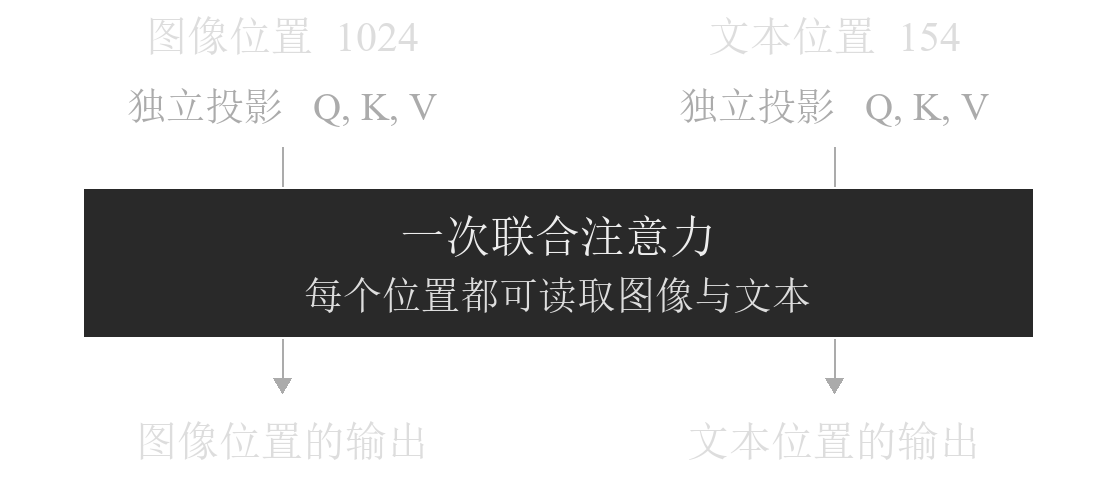 图像位置 1024
文本位置 154
独立投影 Q, K, V
独立投影 Q, K, V
一次联合注意力
每个位置都可读取图像与文本
图像位置的输出
文本位置的输出